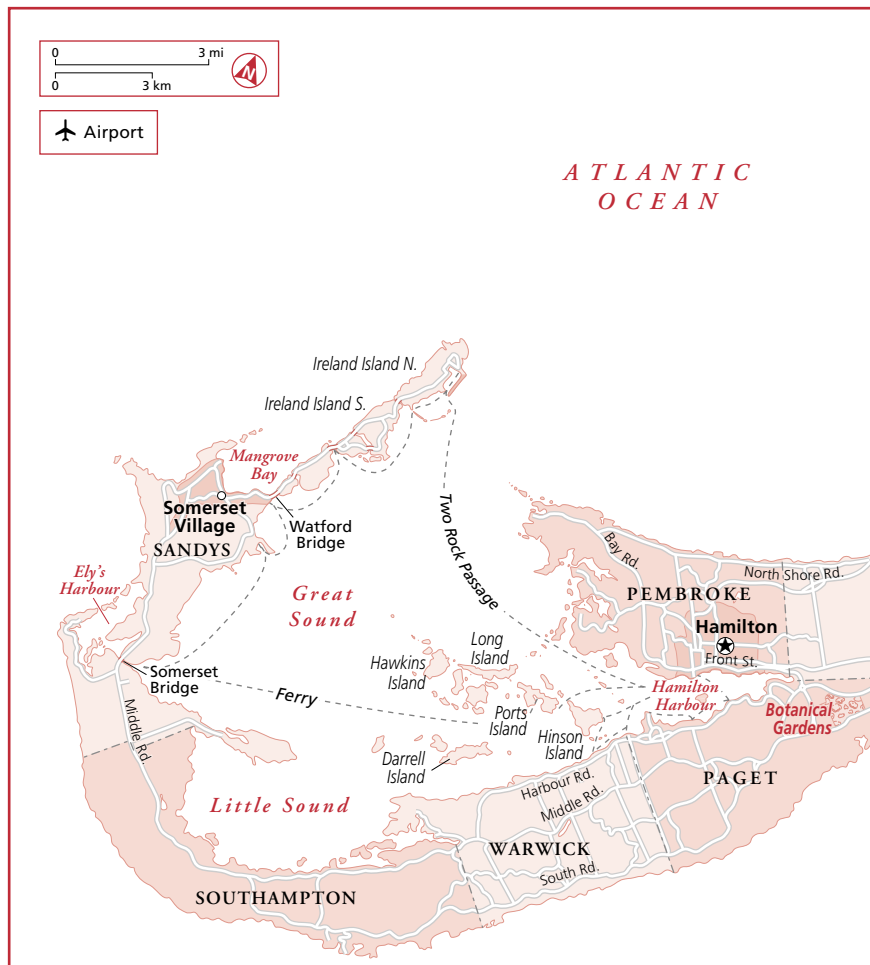 0 3 mi
0 3 km
N
Airport
ATLANTIC
OCEAN
Ireland Island N.
Ireland Island S.
Mangrove
Bay
Somerset
Village
SANDYS
Watford
Bridge
Two Rock Passage
Bay Rd.
North Shore Rd.
PEMBROKE
Hamilton
Front St.
Ely's
Harbour
Great
Sound
Long
Island
Hawkins
Island
Somerset
Bridge
Ferry
Ports
Island
Hamilton
Harbour
Hinson
Island
Botanical
Gardens
Middle Rd.
Darrell
Island
Harbour Rd.
Middle Rd.
PAGET
Little Sound
WARWICK
South Rd.
SOUTHAMPTON